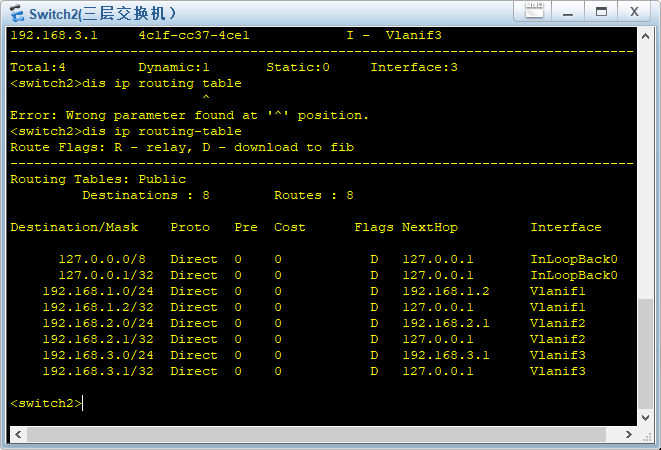 Switch2(三层交换机)
192.168.3.1     4c1f-cc37-4ce1            I -  Vlanif3
------------------------------------------------------------------------------
Total:4         Dynamic:1       Static:0     Interface:3
<switch2>dis ip routing table
                        ^
Error: Wrong parameter found at '^' position.
<switch2>dis ip routing-table
Route Flags: R - relay, D - download to fib
------------------------------------------------------------------------------
Routing Tables: Public
         Destinations : 8        Routes : 8
Destination/Mask    Proto   Pre  Cost      Flags NextHop         Interface
      127.0.0.0/8   Direct  0    0           D   127.0.0.1       InLoopBack0
      127.0.0.1/32  Direct  0    0           D   127.0.0.1       InLoopBack0
    192.168.1.0/24  Direct  0    0           D   192.168.1.2     Vlanif1
    192.168.1.2/32  Direct  0    0           D   127.0.0.1       Vlanif1
    192.168.2.0/24  Direct  0    0           D   192.168.2.1     Vlanif2
    192.168.2.1/32  Direct  0    0           D   127.0.0.1       Vlanif2
    192.168.3.0/24  Direct  0    0           D   192.168.3.1     Vlanif3
    192.168.3.1/32  Direct  0    0           D   127.0.0.1       Vlanif3
<switch2>